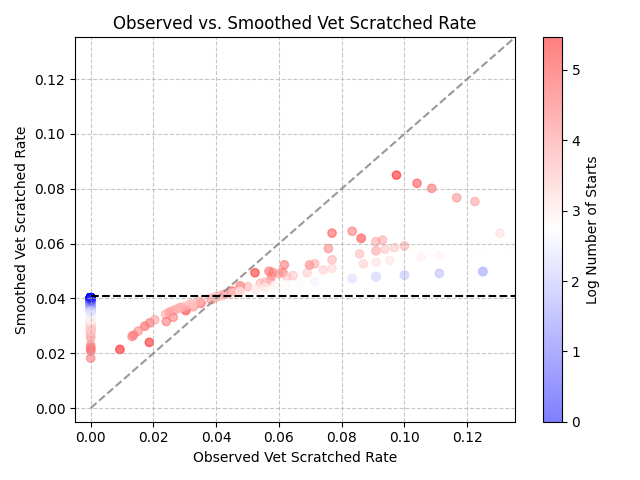 Observed vs. Smoothed Vet Scratched Rate
Smoothed Vet Scratched Rate
0.12
0.10
0.08
0.06
0.04
0.02
0.00
0.00 0.02 0.04 0.06 0.08 0.10 0.12
Observed Vet Scratched Rate
5
4
3
2
1
0
Log Number of Starts